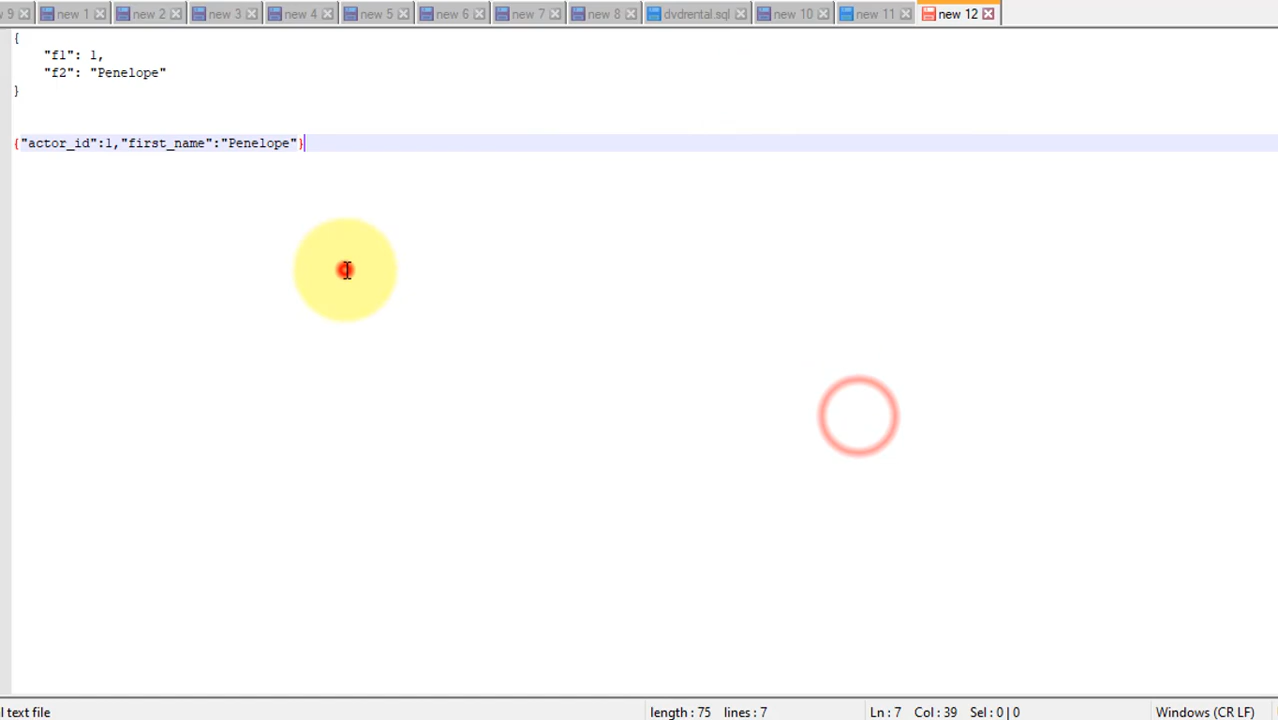 9 new 1 new 2 new 3 new 4 new 5 new 6 new 7 new 8 dvdrental.sql new 10 new 11 new 12
{
"f1": 1,
"f2": "Penelope"
}
{"actor_id":1,"first_name":"Penelope"}
l text file length : 75 lines : 7 Ln : 7 Col : 39 Sel : 0 | 0 Windows (CR LF)